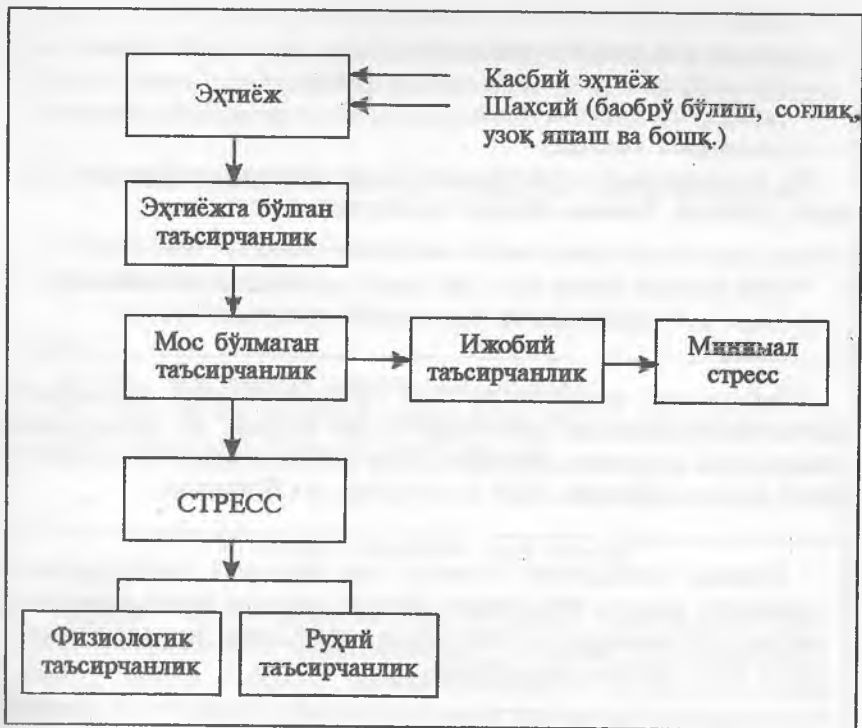 Эҳтиёж
Касбий эҳтиёж
Шахсий (баобрў бўлиш, соғлиқ,
узоқ яшаш ва бошқ.)
Эҳтиёжга бўлган
таъсирчанлик
Мос бўлмаган
таъсирчанлик
Ижобий
таъсирчанлик
Минимал
стресс
СТРЕСС
Физиологик
таъсирчанлик
Руҳий
таъсирчанлик